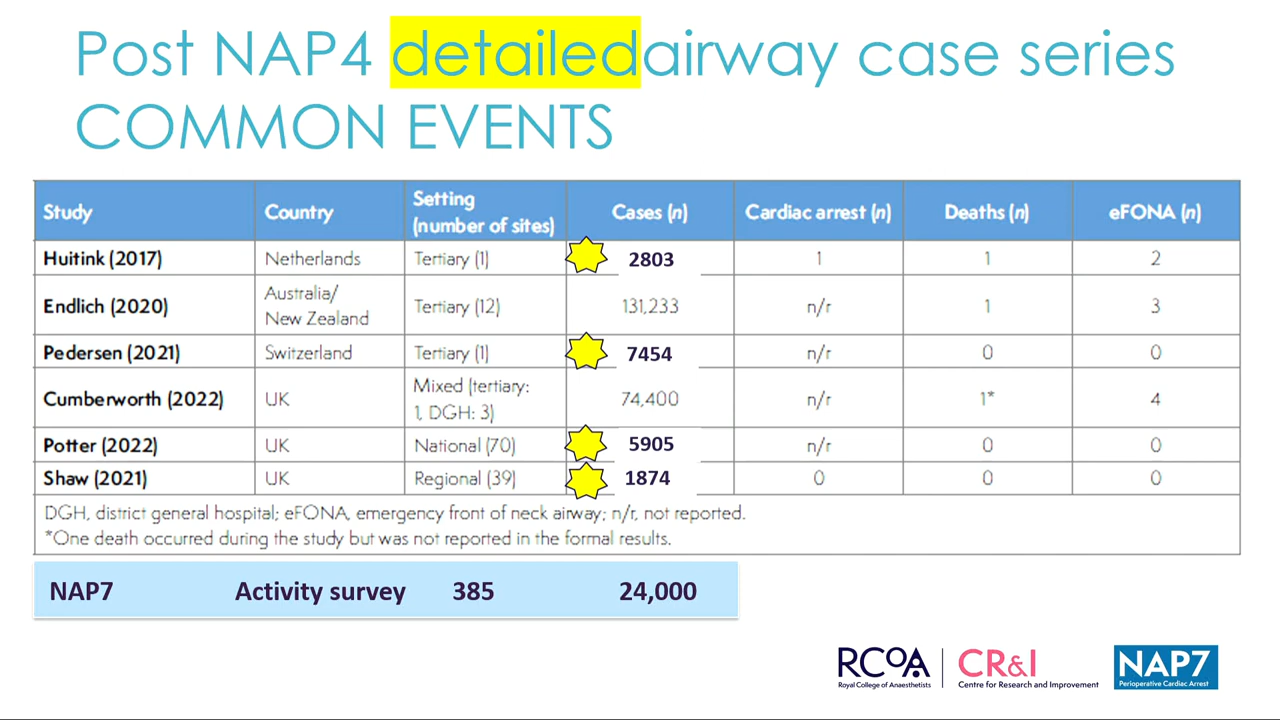 Post NAP4 detailed airway case series
COMMON EVENTS
Study Country Setting (number of sites) Cases (n) Cardiac arrest (n) Deaths (n) eFONA (n)
Huitink (2017) Netherlands Tertiary (1) 2803 1 1 2
Endlich (2020) Australia/ New Zealand Tertiary (12) 131,233 n/r 1 3
Pedersen (2021) Switzerland Tertiary (1) 7454 n/r 0 0
Cumberworth (2022) UK Mixed (tertiary: 1, DGH: 3) 74,400 n/r 1* 4
Potter (2022) UK National (70) 5905 n/r 0 0
Shaw (2021) UK Regional (39) 1874 0 0 0
DGH, district general hospital; eFONA, emergency front of neck airway; n/r, not reported.
*One death occurred during the study but was not reported in the formal results.
NAP7 Activity survey 385 24,000
RCOA CR&I NAP7
Royal College of Anaesthetists Centre for Research and Improvement Perioperative Cardiac Arrest